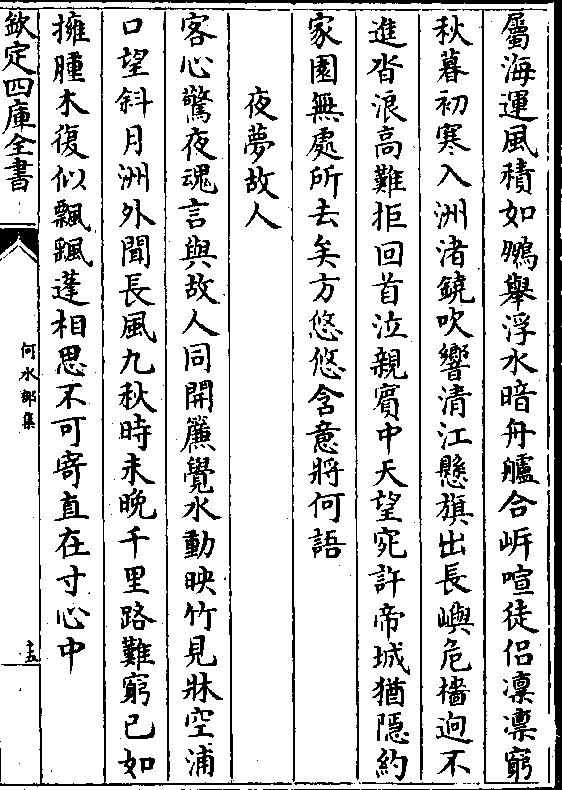 屬海運風積如鵷舉浮水暗舟艫合岍喧徒侣凛凛窮
秋暮初寒入洲渚鐃吹響清江懸旗出長嶼危檣迥不
進沓浪高難拒回首泣親賓中天望宛許帝城猶隱約
家園無處所去矣方悠悠含意將何語
夜夢故人
客心驚夜魂言與故人同開簾覺水動映竹見牀空浦
口望斜月洲外聞長風九秋時未晚千里路難窮已如
擁腫木復似飄飖蓬相思不可寄直在寸心中
欽定四庫全書
何水部集
十五